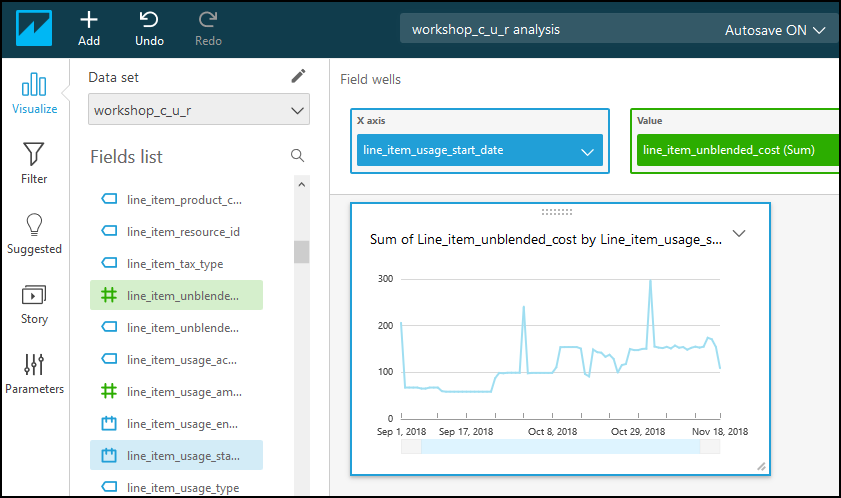 Add
Undo
Redo
workshop_c_u_r analysis
Autosave ON
Visualize
Filter
Suggested
Story
Parameters
Data set
workshop_c_u_r
Fields list
line_item_product_c...
line_item_resource_id
line_item_tax_type
line_item_unblende...
line_item_unblende...
line_item_usage_ac...
line_item_usage_am...
line_item_usage_en...
line_item_usage_sta...
line_item_usage_type
Field wells
X axis
line_item_usage_start_date
Value
line_item_unblended_cost (Sum)
Sum of Line_item_unblended_cost by Line_item_usage_s...
300
200
100
0
Sep 1, 2018 Sep 17, 2018 Oct 8, 2018 Oct 29, 2018 Nov 18, 2018